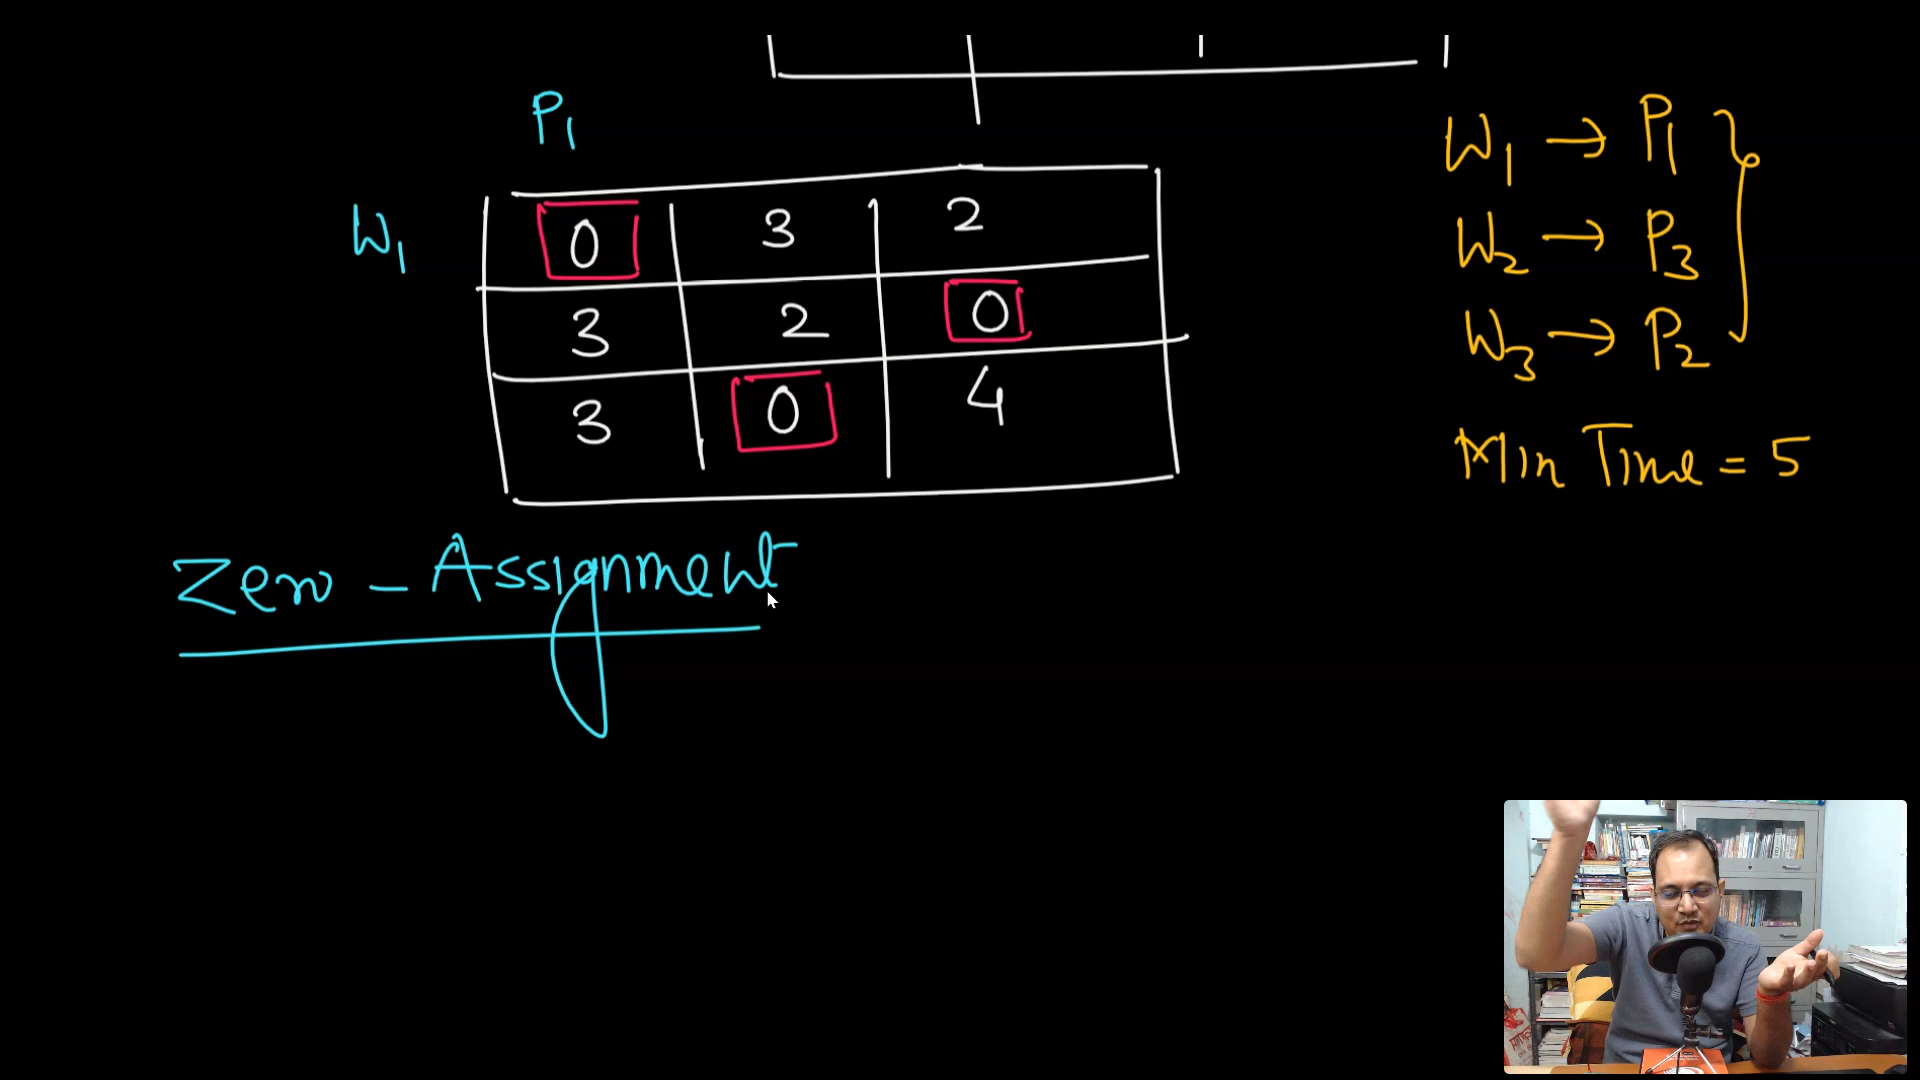 P1
W1
0 3 2
3 2 0
3 0 4
W1 → P1
W2 → P3
W3 → P2
Min Time = 5
Zero - Assignment